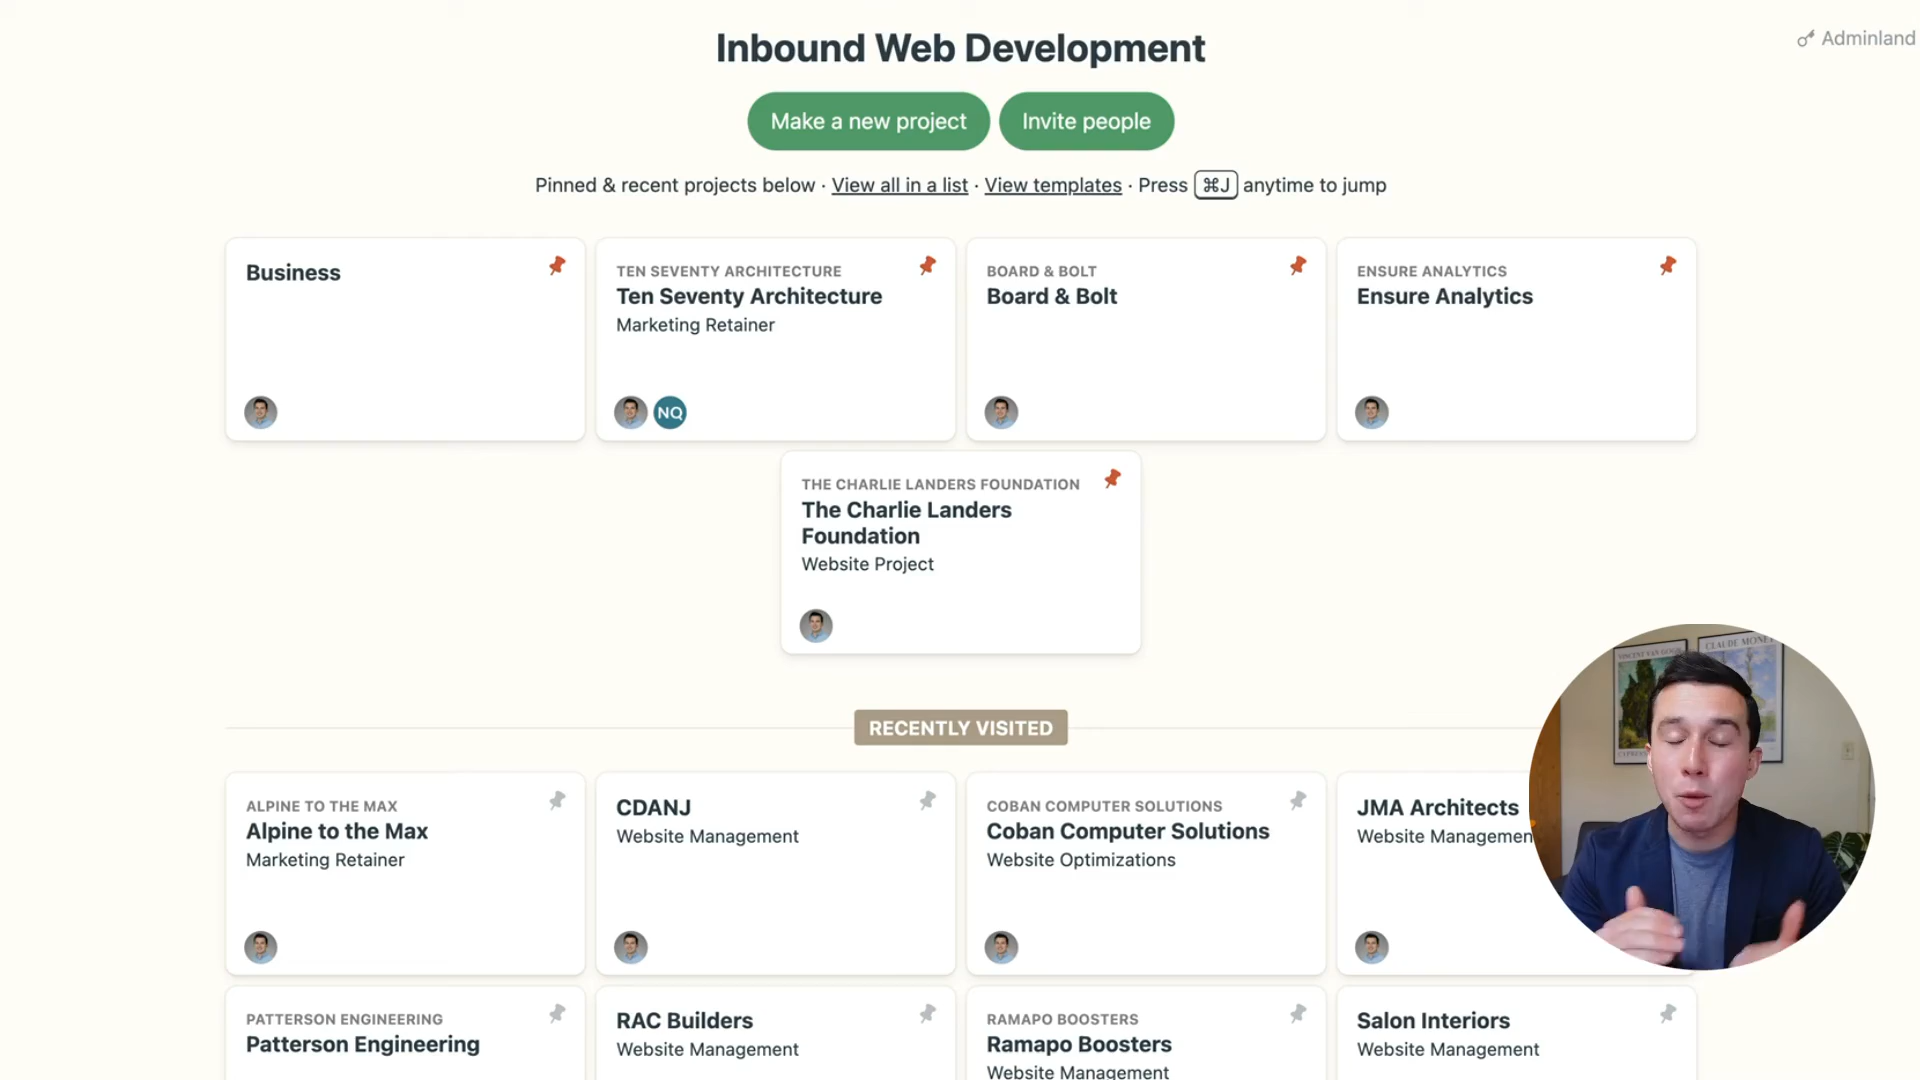 Inbound Web Development
Adminland
Make a new project
Invite people
Pinned & recent projects below · View all in a list · View templates · Press ⌘J anytime to jump
Business
TEN SEVENTY ARCHITECTURE
Ten Seventy Architecture
Marketing Retainer
NQ
BOARD & BOLT
Board & Bolt
ENSURE ANALYTICS
Ensure Analytics
THE CHARLIE LANDERS FOUNDATION
The Charlie Landers
Foundation
Website Project
RECENTLY VISITED
ALPINE TO THE MAX
Alpine to the Max
Marketing Retainer
CDANJ
Website Management
COBAN COMPUTER SOLUTIONS
Coban Computer Solutions
Website Optimizations
JMA Architects
Website Managemen
VINCENT VAN GOGH
CLAUDE MONET
PATTERSON ENGINEERING
Patterson Engineering
RAC Builders
Website Management
RAMAPO BOOSTERS
Ramapo Boosters
Website Management
Salon Interiors
Website Management